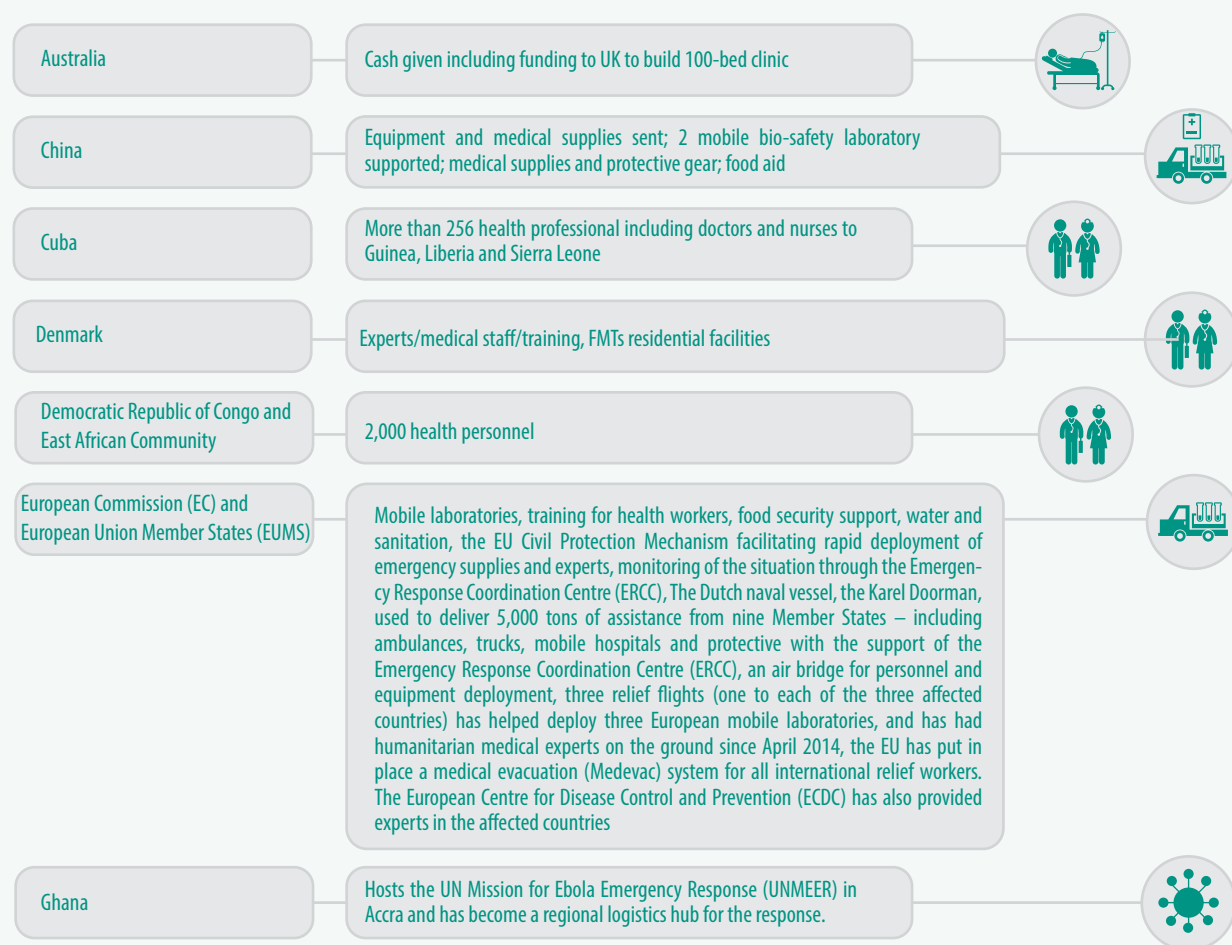 Australia
Cash given including funding to UK to build 100-bed clinic
China
Equipment and medical supplies sent; 2 mobile bio-safety laboratory
supported; medical supplies and protective gear; food aid
Cuba
More than 256 health professional including doctors and nurses to
Guinea, Liberia and Sierra Leone
Denmark
Experts/medical staff/training, FMTs residential facilities
Democratic Republic of Congo and
East African Community
2,000 health personnel
European Commission (EC) and
European Union Member States (EUMS)
Mobile laboratories, training for health workers, food security support, water and
sanitation, the EU Civil Protection Mechanism facilitating rapid deployment of
emergency supplies and experts, monitoring of the situation through the Emergen-
cy Response Coordination Centre (ERCC), The Dutch naval vessel, the Karel Doorman,
used to deliver 5,000 tons of assistance from nine Member States – including
ambulances, trucks, mobile hospitals and protective with the support of the
Emergency Response Coordination Centre (ERCC), an air bridge for personnel and
equipment deployment, three relief flights (one to each of the three affected
countries) has helped deploy three European mobile laboratories, and has had
humanitarian medical experts on the ground since April 2014, the EU has put in
place a medical evacuation (Medevac) system for all international relief workers.
The European Centre for Disease Control and Prevention (ECDC) has also provided
experts in the affected countries
Ghana
Hosts the UN Mission for Ebola Emergency Response (UNMEER) in
Accra and has become a regional logistics hub for the response.